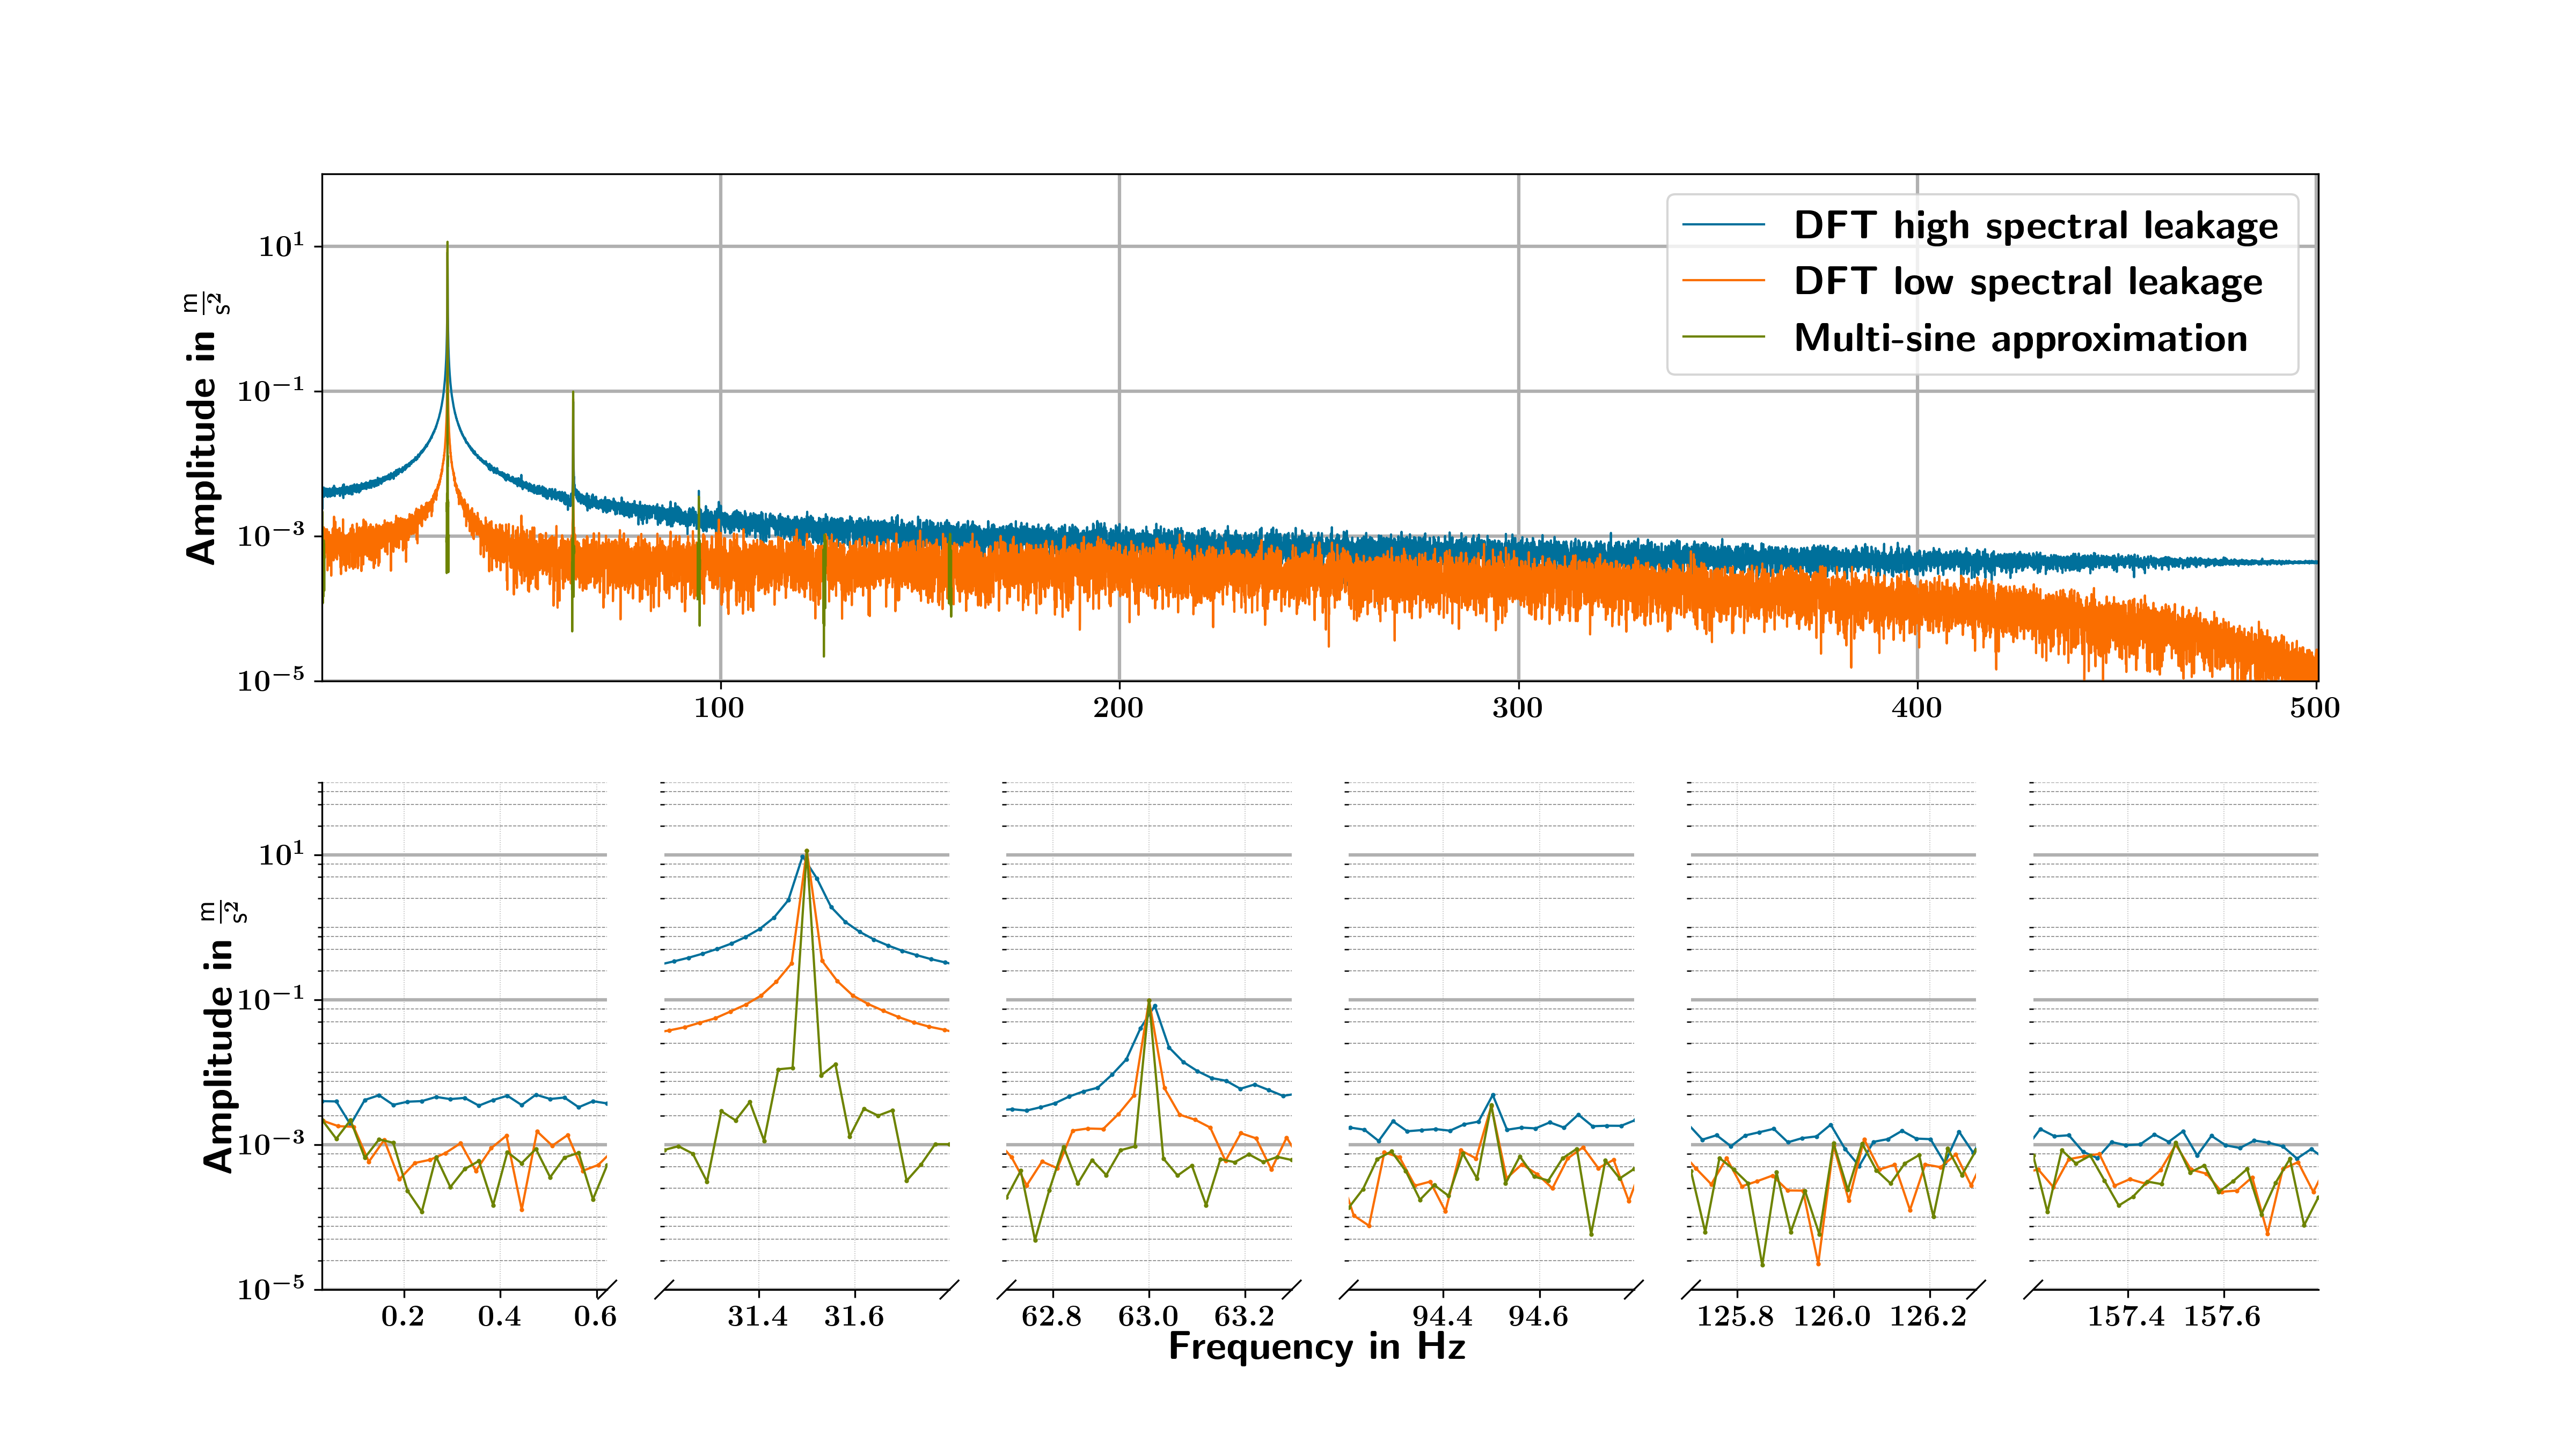 Amplitude in m/s²
10¹
10⁻¹
10⁻³
10⁻⁵
DFT high spectral leakage
DFT low spectral leakage
Multi-sine approximation
100 200 300 400 500
Amplitude in m/s²
10¹
10⁻¹
10⁻³
10⁻⁵
0.2 0.4 0.6 31.4 31.6 62.8 63.0 63.2 94.4 94.6 125.8 126.0 126.2 157.4 157.6
Frequency in Hz